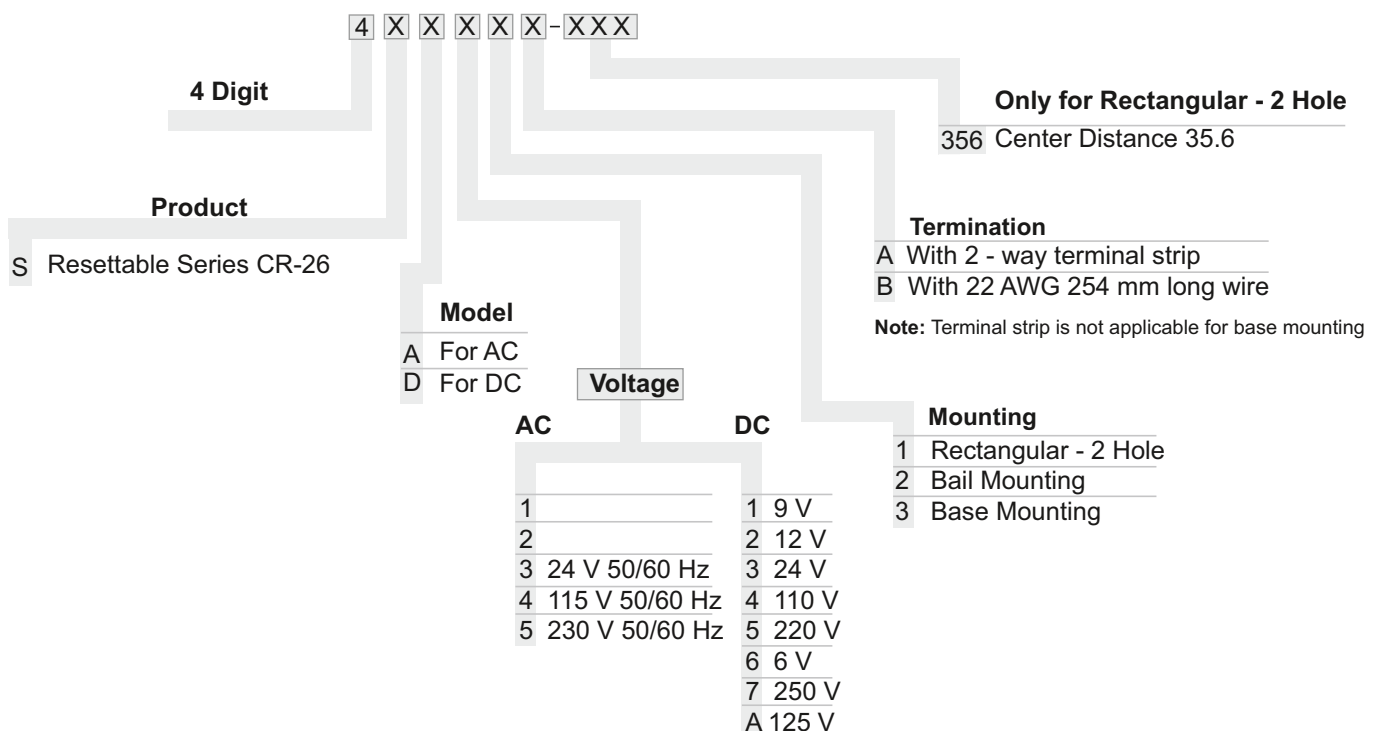 4 X X X X X - X X X
4 Digit
Only for Rectangular - 2 Hole
356 Center Distance 35.6
Product
S Resettable Series CR-26
Termination
A With 2 - way terminal strip
B With 22 AWG 254 mm long wire
Note: Terminal strip is not applicable for base mounting
Model
A For AC
D For DC
Voltage
AC
1
2
3 24 V 50/60 Hz
4 115 V 50/60 Hz
5 230 V 50/60 Hz
DC
1 9 V
2 12 V
3 24 V
4 110 V
5 220 V
6 6 V
7 250 V
A 125 V
Mounting
1 Rectangular - 2 Hole
2 Bail Mounting
3 Base Mounting